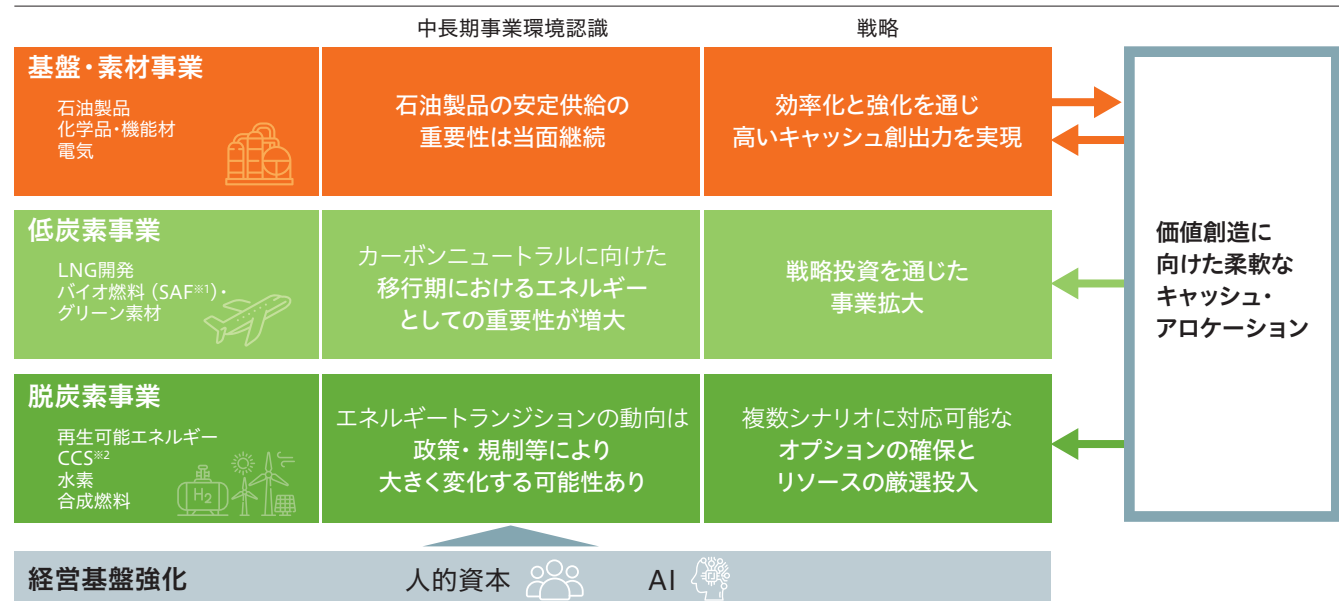 中長期事業環境認識
戦略
基盤・素材事業
石油製品
化学品・機能材
電気
石油製品の安定供給の
重要性は当面継続
効率化と強化を通じ
高いキャッシュ創出力を実現
低炭素事業
LNG開発
バイオ燃料（SAF※1）・
グリーン素材
カーボンニュートラルに向けた
移行期におけるエネルギー
としての重要性が増大
戦略投資を通じた
事業拡大
脱炭素事業
再生可能エネルギー
CCS※2
水素
合成燃料
H2
エネルギートランジションの動向は
政策・規制等により
大きく変化する可能性あり
複数シナリオに対応可能な
オプションの確保と
リソースの厳選投入
価値創造に
向けた柔軟な
キャッシュ・
アロケーション
経営基盤強化
人的資本
AI